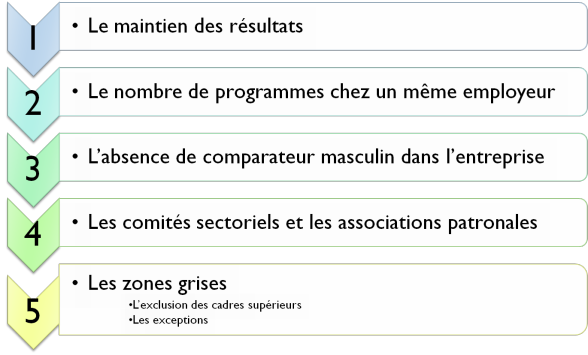 1 • Le maintien des résultats
2 • Le nombre de programmes chez un même employeur
3 • L'absence de comparateur masculin dans l'entreprise
4 • Les comités sectoriels et les associations patronales
5 • Les zones grises
•L'exclusion des cadres supérieurs
•Les exceptions